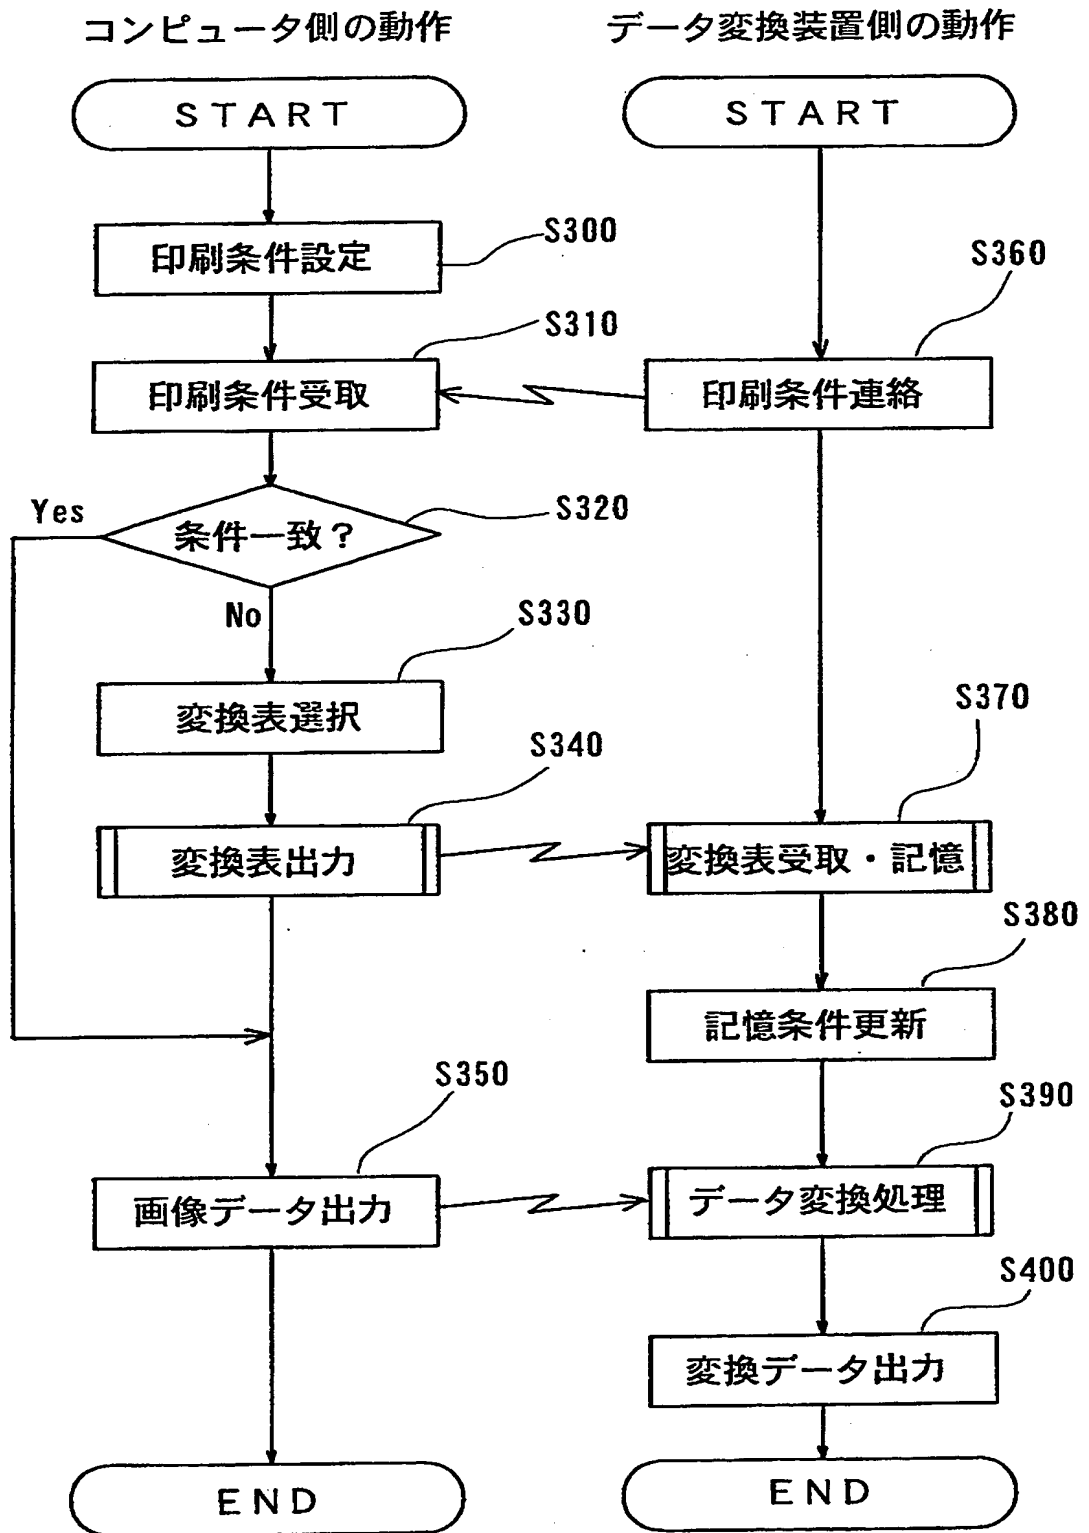 コンピュータ側の動作
START
S300
印刷条件設定
S310
印刷条件受取
S320
条件一致?
Yes
No
S330
変換表選択
S340
変換表出力
S350
画像データ出力
END
データ変換装置側の動作
START
S360
印刷条件連絡
S370
変換表受取・記憶
S380
記憶条件更新
S390
データ変換処理
S400
変換データ出力
END